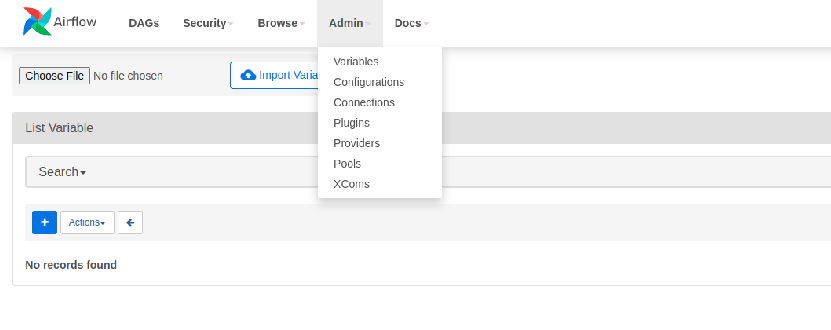 Airflow DAGs Security Browse Admin Docs
Variables
Configurations
Connections
Plugins
Providers
Pools
XComs
Choose File No file chosen Import Varia
List Variable
Search
+ Actions
No records found